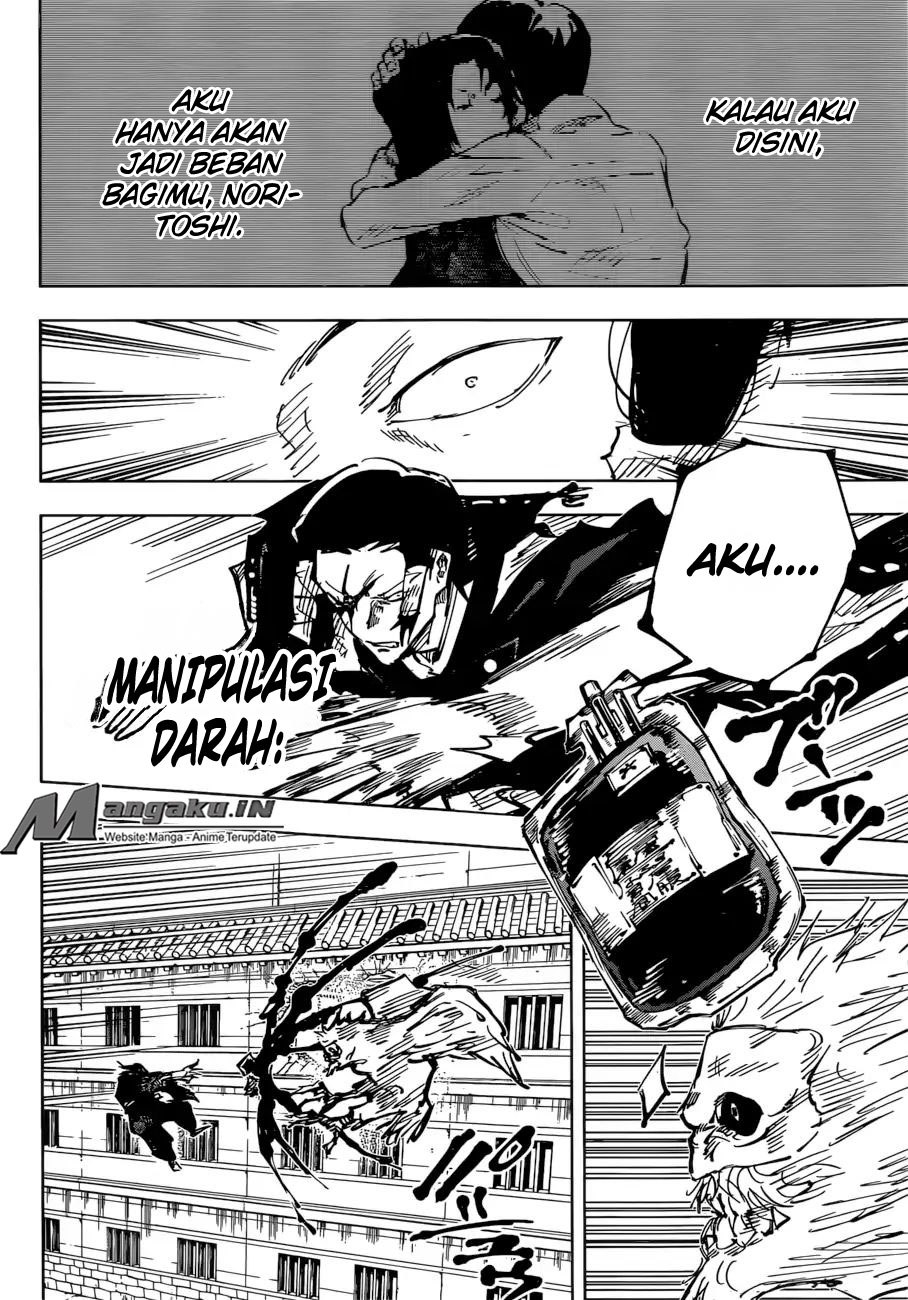 KALAU AKU
DISINI,
AKU
HANYA AKAN
JADI BEBAN
BAGIMU, NORI-
TOSHI.
AKU....
MANIPULASI
DARAH:
Mangaku.IN
Website Manga - Anime Terupdate